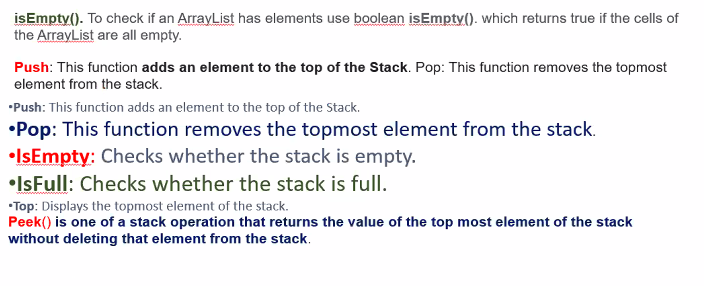 isEmpty(). To check if an ArrayList has elements use boolean isEmpty(). which returns true if the cells of
the ArrayList are all empty.
Push: This function adds an element to the top of the Stack. Pop: This function removes the topmost
element from the stack.
•Push: This function adds an element to the top of the Stack.
•Pop: This function removes the topmost element from the stack.
•IsEmpty: Checks whether the stack is empty.
•IsFull: Checks whether the stack is full.
•Top: Displays the topmost element of the stack.
Peek() is one of a stack operation that returns the value of the top most element of the stack
without deleting that element from the stack.